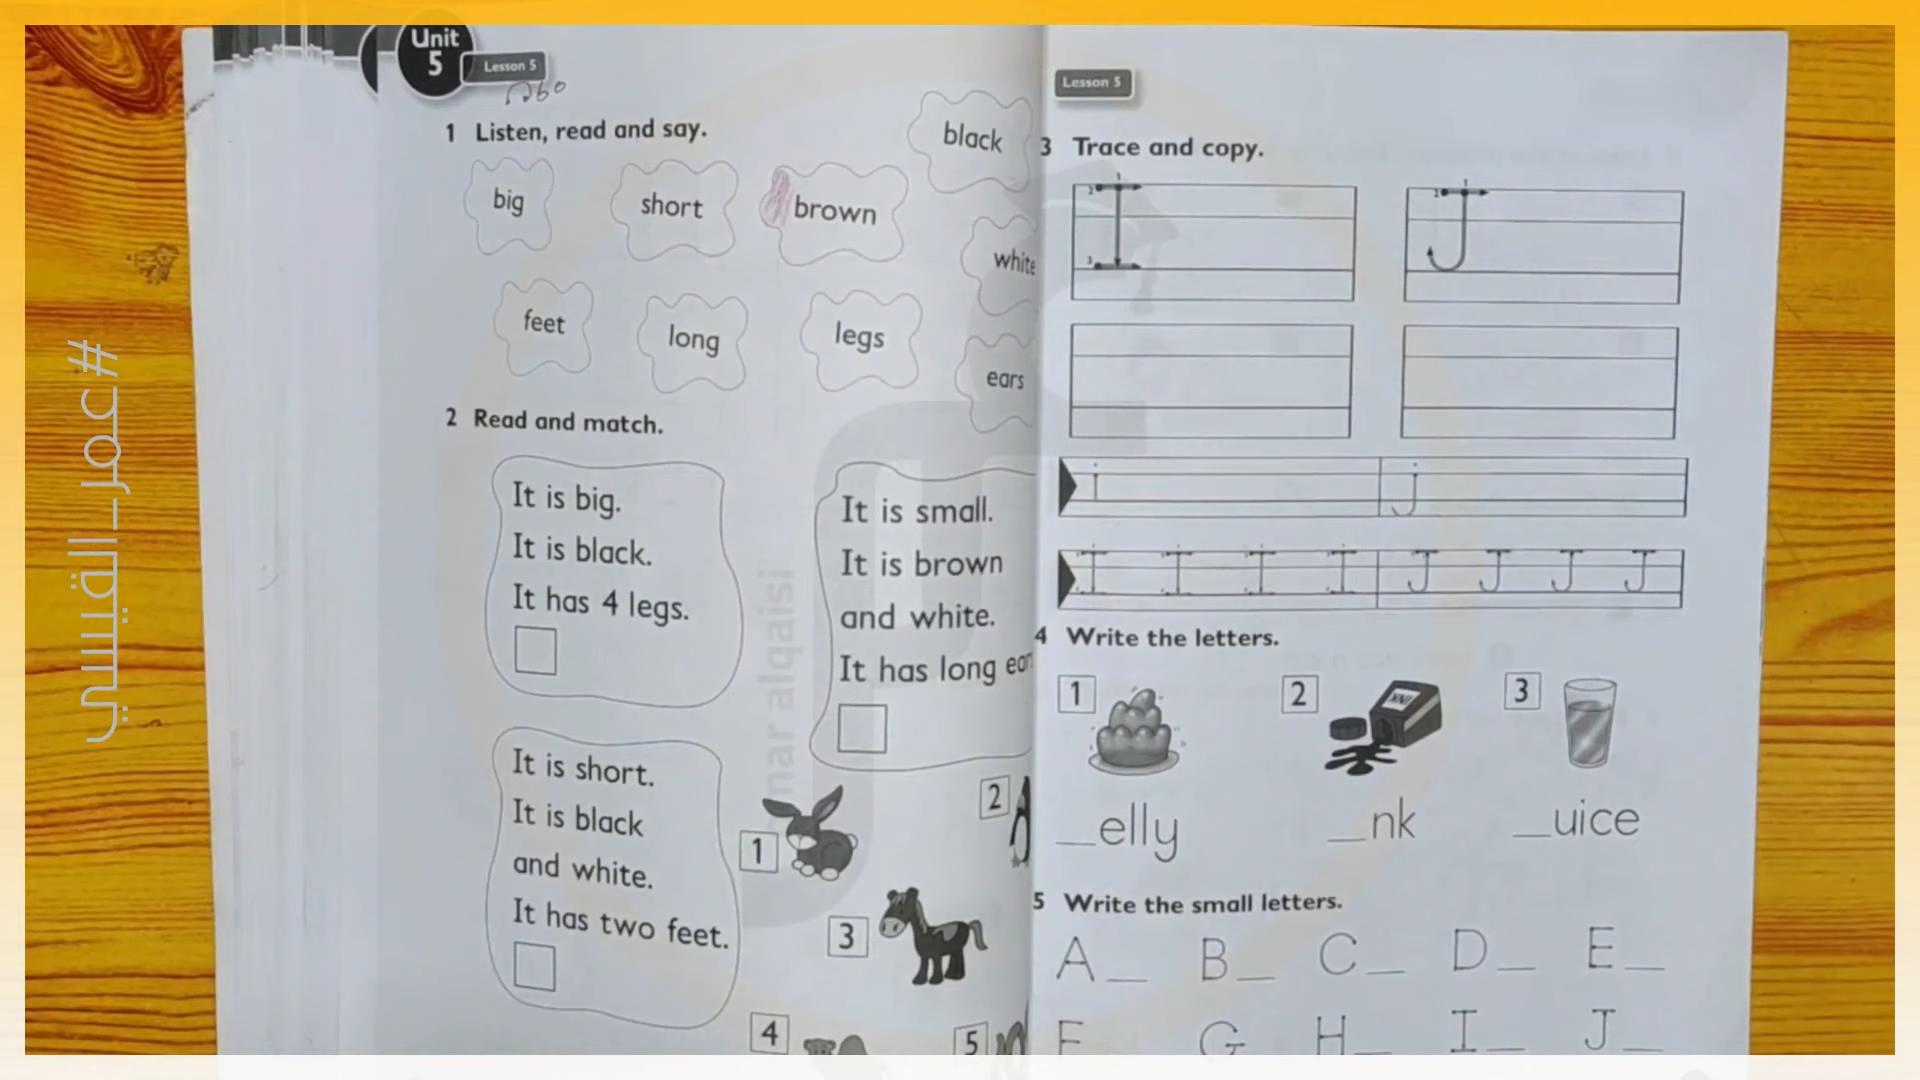 #عمر_القيسي
Unit
5
Lesson 5
1 Listen, read and say.
big
short
brown
black
feet
long
legs
white
ears
2 Read and match.
It is big.
It is black.
It has 4 legs.
It is small.
It is brown
and white.
It has long ear
It is short.
It is black
and white.
It has two feet.
1
2
3
4
5
Lesson 5
3 Trace and copy.
I J
i j
I I I I J J J J
4 Write the letters.
1 2 3
INK
_elly _nk _uice
5 Write the small letters.
A_ B_ C_ D_ E_
F G H_ I_ J_
mar alqaisi